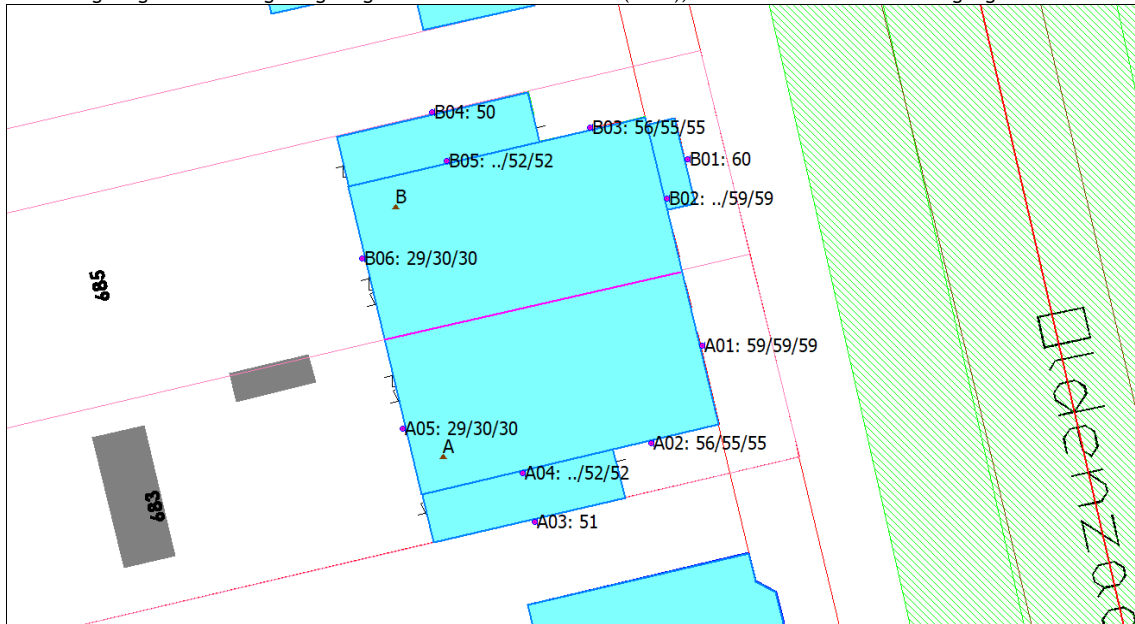 B04: 50
B03: 56/55/55
B05: ../52/52
B01: 60
B
B02: ../59/59
B06: 29/30/30
685
A01: 59/59/59
A05: 29/30/30
A
A02: 56/55/55
A04: ../52/52
683
A03: 51